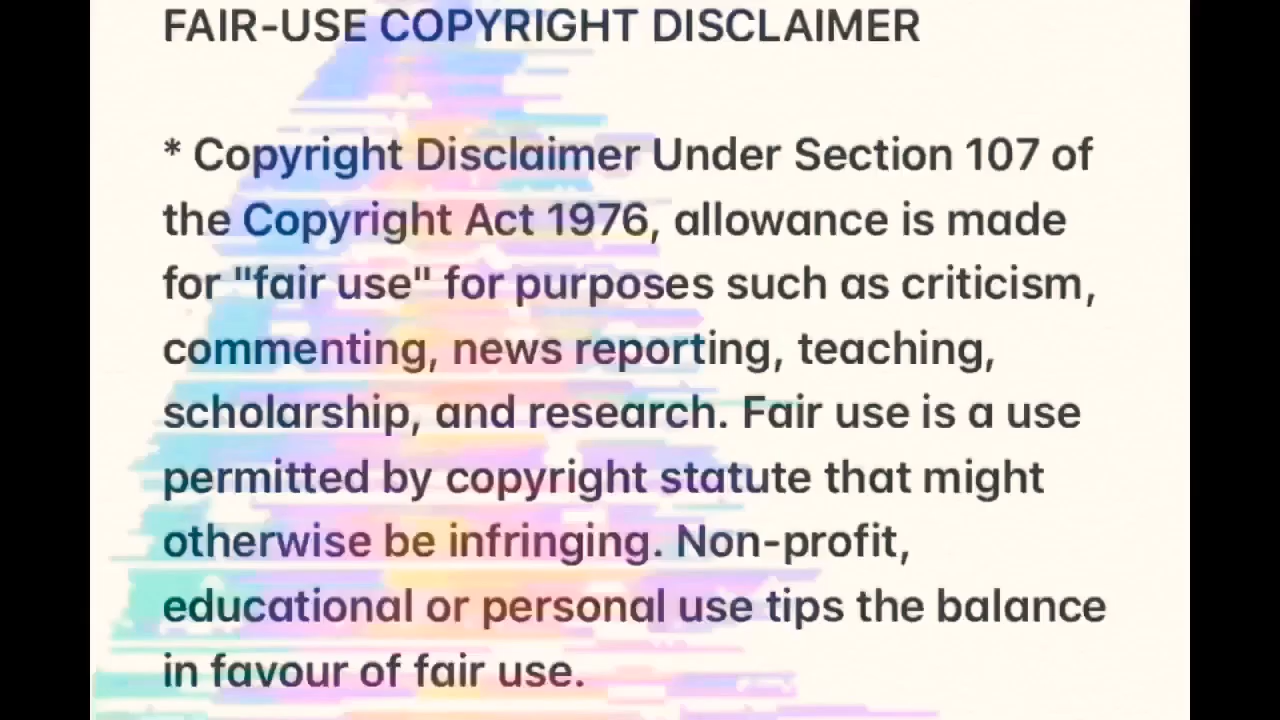 FAIR-USE COPYRIGHT DISCLAIMER
* Copyright Disclaimer Under Section 107 of
the Copyright Act 1976, allowance is made
for "fair use" for purposes such as criticism,
commenting, news reporting, teaching,
scholarship, and research. Fair use is a use
permitted by copyright statute that might
otherwise be infringing. Non-profit,
educational or personal use tips the balance
in favour of fair use.